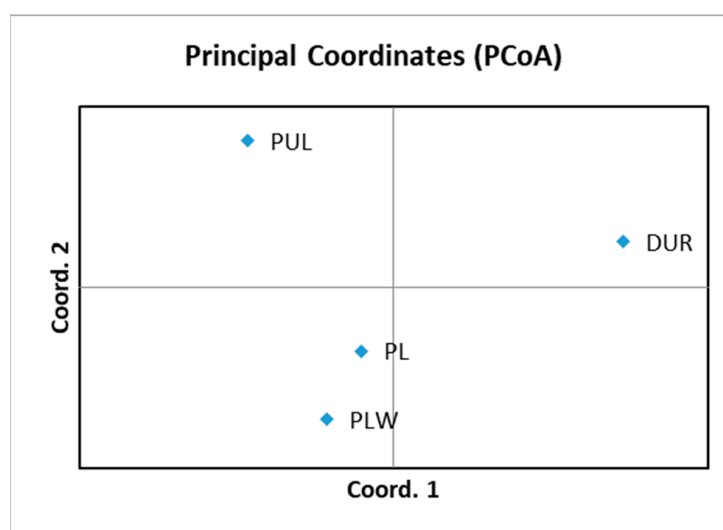 Principal Coordinates (PCoA)
PUL
DUR
Coord. 2
PL
PLW
Coord. 1